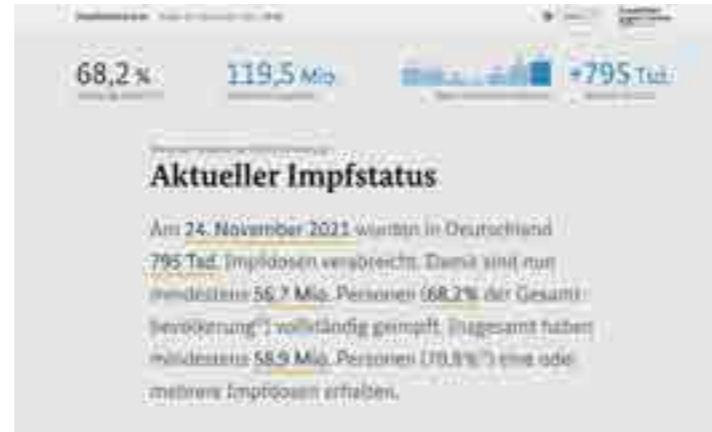 68,2 %
119,5 Mio.
+795 Tsd.
Aktueller Impfstatus
Am 24. November 2021 wurden in Deutschland
795 Tsd. Impfdosen verabreicht. Damit sind nun
mindestens 56,7 Mio. Personen (68,2% der Gesamt-
bevölkerung*) vollständig geimpft. Insgesamt haben
mindestens 58,9 Mio. Personen (70,9%*) eine oder
mehrere Impfdosen erhalten.